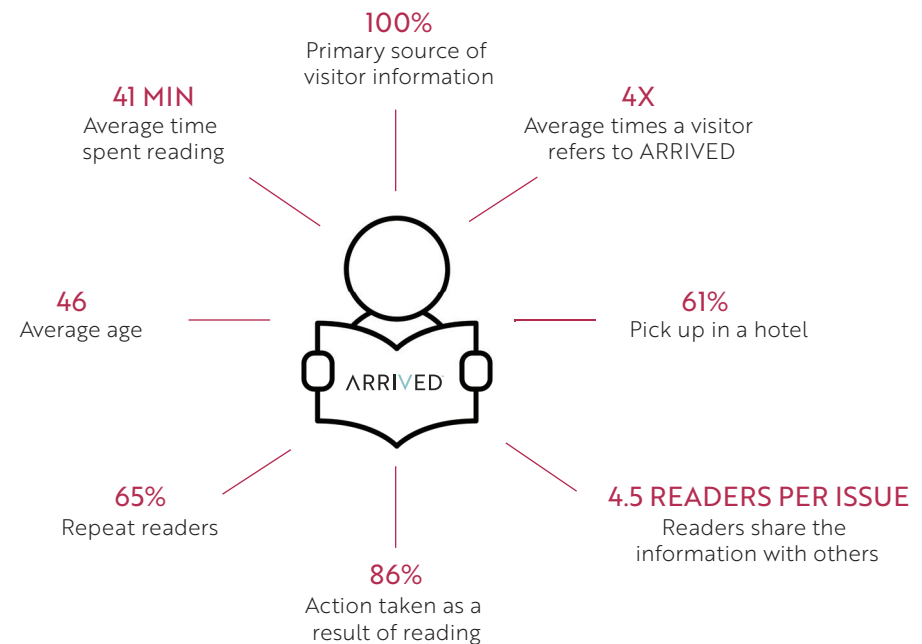 100%
Primary source of
visitor information
41 MIN
Average time
spent reading
4X
Average times a visitor
refers to ARRIVED
46
Average age
ARRIVED
61%
Pick up in a hotel
65%
Repeat readers
4.5 READERS PER ISSUE
Readers share the
information with others
86%
Action taken as a
result of reading